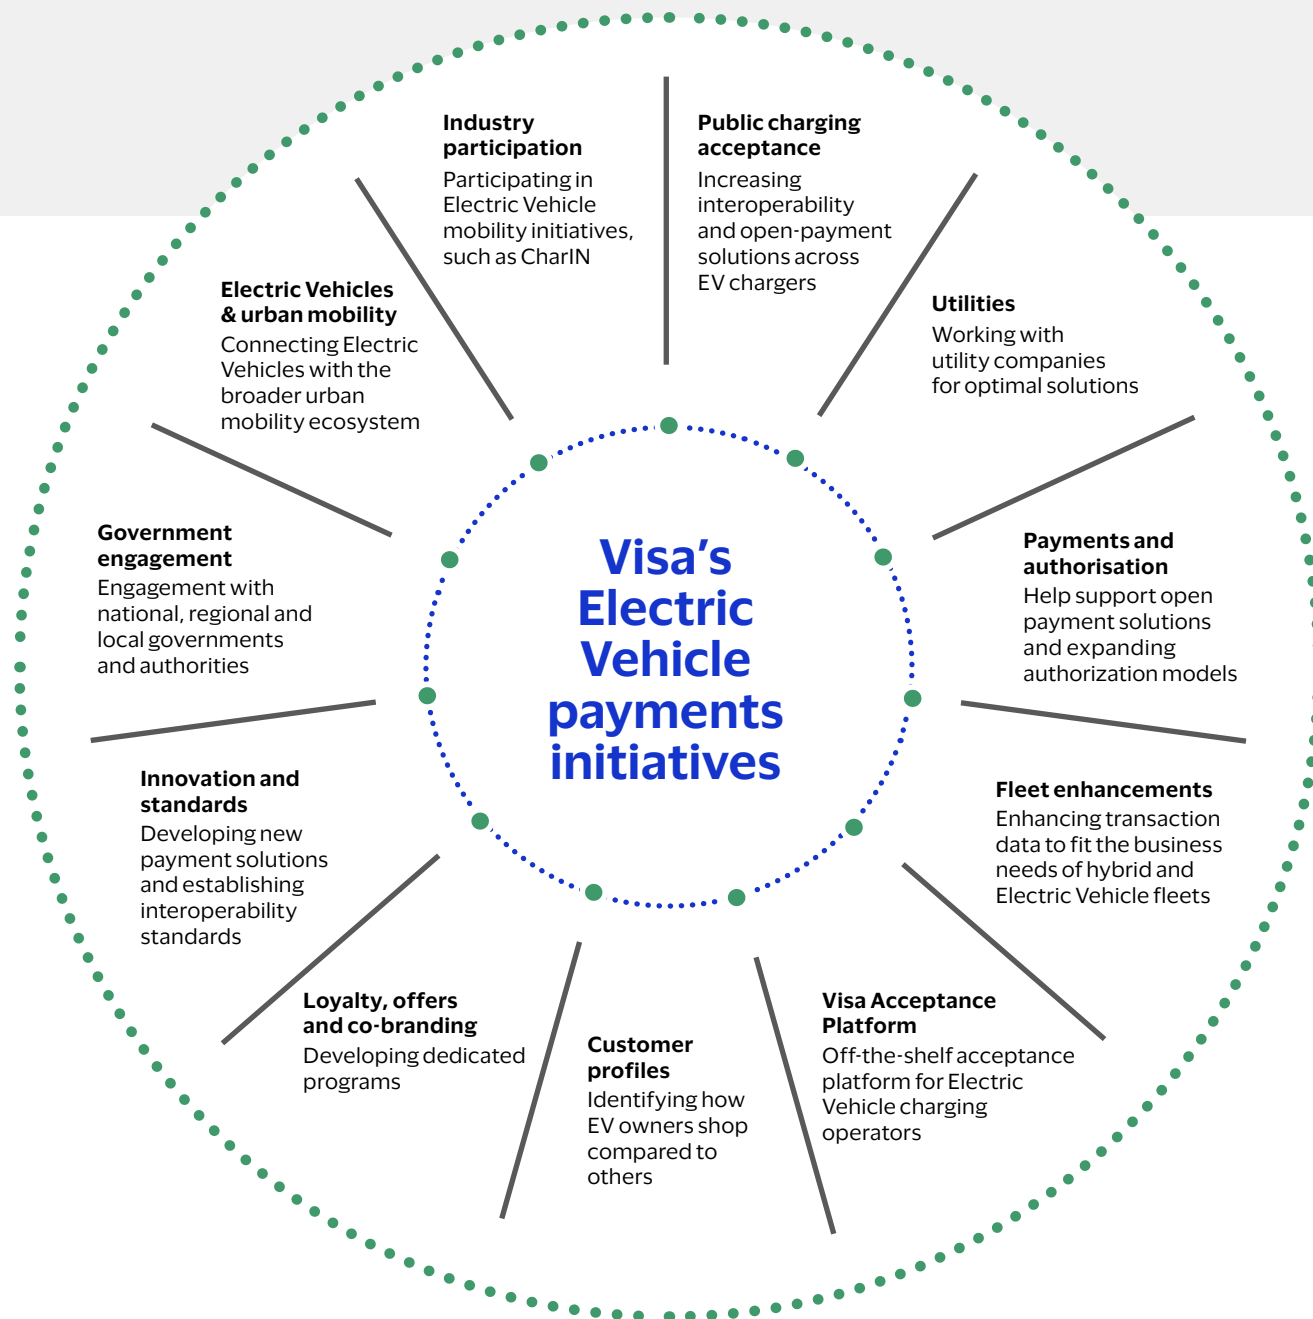 Industry
participation
Participating in
Electric Vehicle
mobility initiatives,
such as CharIN
Public charging
acceptance
Increasing
interoperability
and open-payment
solutions across
EV chargers
Utilities
Working with
utility companies
for optimal solutions
Payments and
authorisation
Help support open
payment solutions
and expanding
authorization models
Fleet enhancements
Enhancing transaction
data to fit the business
needs of hybrid and
Electric Vehicle fleets
Visa Acceptance
Platform
Off-the-shelf acceptance
platform for Electric
Vehicle charging
operators
Customer
profiles
Identifying how
EV owners shop
compared to
others
Loyalty, offers
and co-branding
Developing dedicated
programs
Innovation and
standards
Developing new
payment solutions
and establishing
interoperability
standards
Government
engagement
Engagement with
national, regional and
local governments
and authorities
Electric Vehicles
& urban mobility
Connecting Electric
Vehicles with the
broader urban
mobility ecosystem
Visa’s
Electric
Vehicle
payments
initiatives